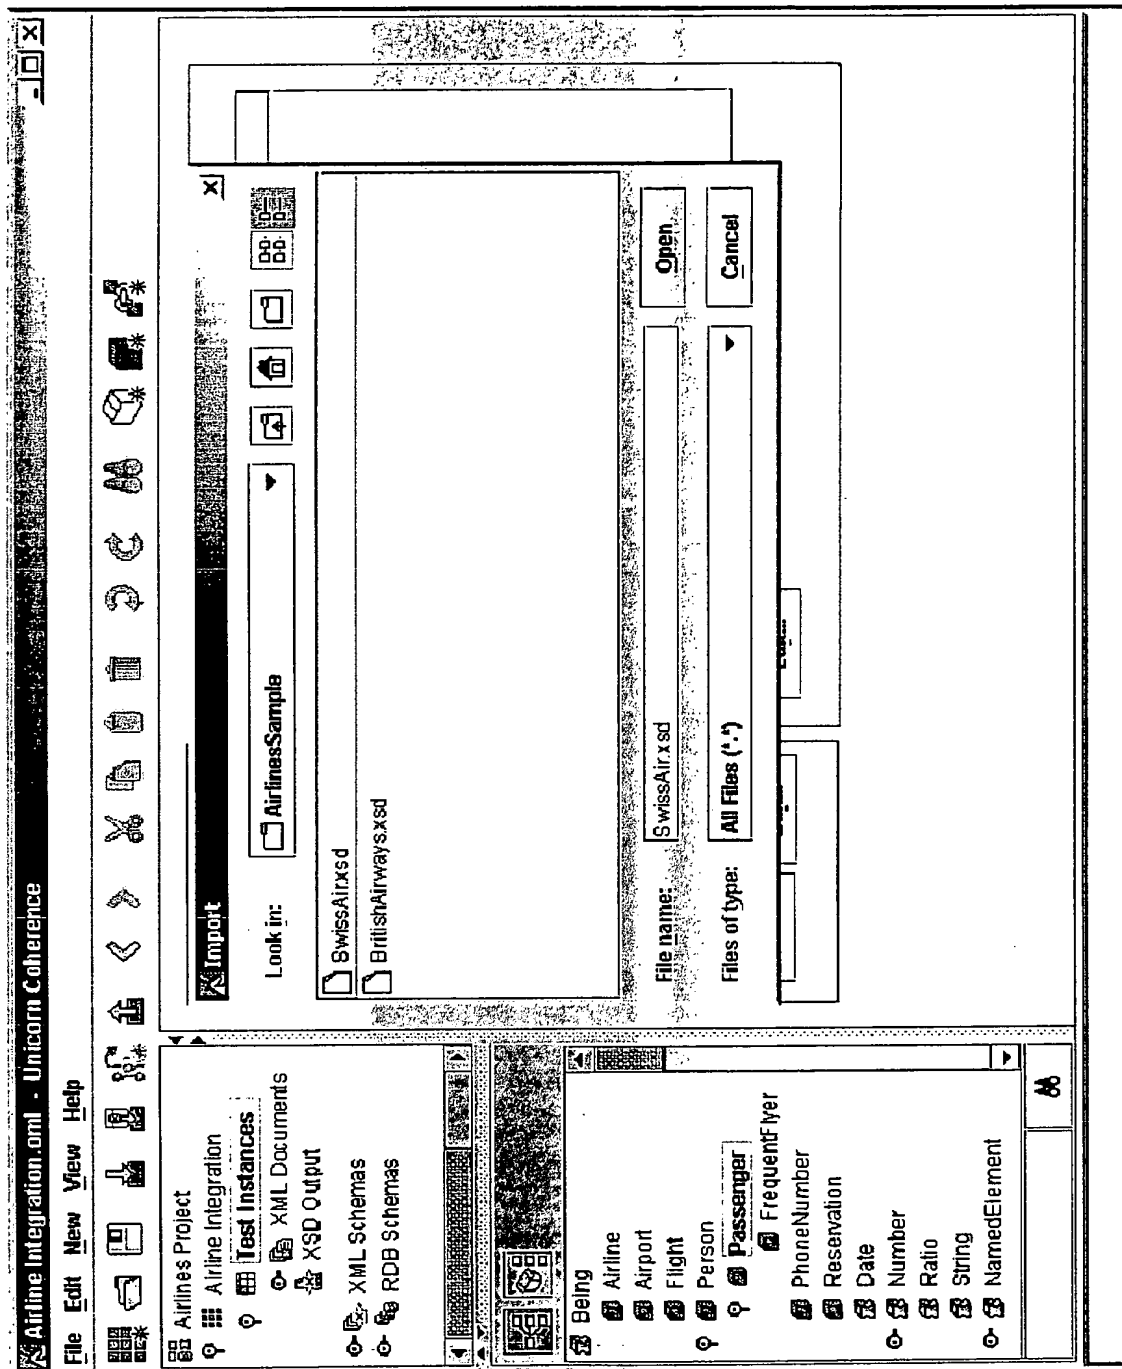 Airline Integration.oml - Unicorn Coherence
File Edit New View Help
Airlines Project
Airline Integration
Test Instances
XML Documents
XSD Output
XML Schemas
RDB Schemas
Being
Airline
Airport
Flight
Person
Passenger
FrequentFlyer
PhoneNumber
Reservation
Date
Number
Ratio
String
NamedElement
Import
Look in: AirlinesSample
SwissAir.xsd
BritishAirways.xsd
File name: SwissAir.xsd Open
Files of type: All Files (*.*) Cancel